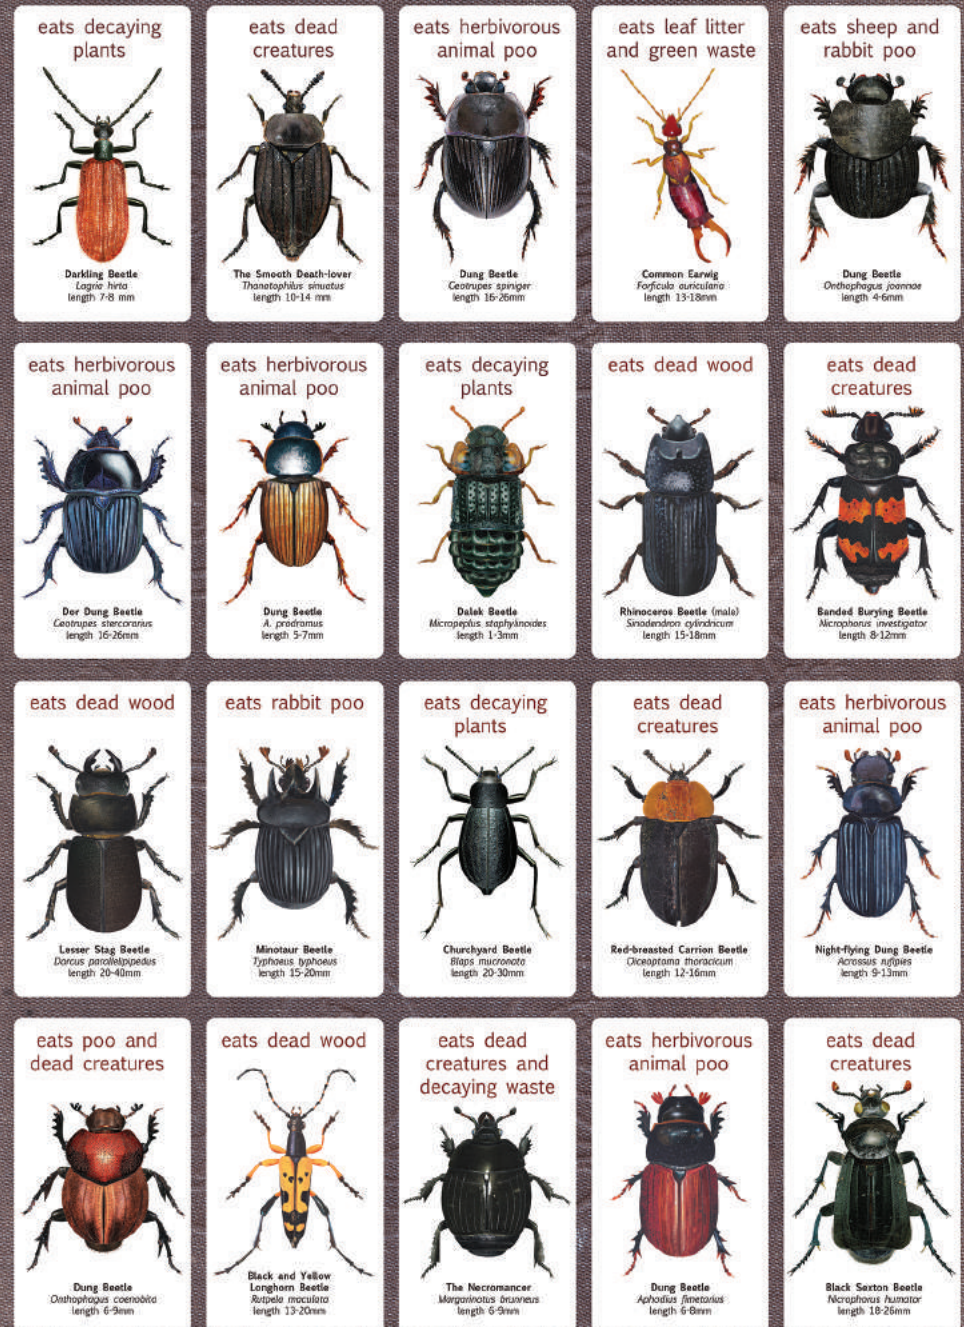 eats decaying
plants
Darkling Beetle
Lagria hirta
length 7-8 mm
eats dead
creatures
The Smooth Death-lover
Thanatophilus sinuatus
length 10-14 mm
eats herbivorous
animal poo
Dung Beetle
Geotrupes spiniger
length 16-26mm
eats leaf litter
and green waste
Common Earwig
Forficula auricularia
length 13-18mm
eats sheep and
rabbit poo
Dung Beetle
Onthophagus joannae
length 4-6mm
eats herbivorous
animal poo
Dor Dung Beetle
Geotrupes stercorarius
length 16-26mm
eats herbivorous
animal poo
Dung Beetle
A. prodromus
length 5-7mm
eats decaying
plants
Dalek Beetle
Micropeplus staphylinoides
length 1-3mm
eats dead wood
Rhinoceros Beetle (male)
Sinodendron cylindricum
length 15-18mm
eats dead
creatures
Banded Burying Beetle
Nicrophorus investigator
length 8-12mm
eats dead wood
Lesser Stag Beetle
Dorcus parallelipipedus
length 20-40mm
eats rabbit poo
Minotaur Beetle
Typhaeus typhoeus
length 15-20mm
eats decaying
plants
Churchyard Beetle
Blaps mucronata
length 20-30mm
eats dead
creatures
Red-breasted Carrion Beetle
Oiceoptoma thoracicum
length 12-16mm
eats herbivorous
animal poo
Night-flying Dung Beetle
Acrossus rufipes
length 9-13mm
eats poo and
dead creatures
Dung Beetle
Onthophagus coenobita
length 6-9mm
eats dead wood
Black and Yellow
Longhorn Beetle
Rutpela maculata
length 13-20mm
eats dead
creatures and
decaying waste
The Necromancer
Margarinotus brunneus
length 6-9mm
eats herbivorous
animal poo
Dung Beetle
Aphodius fimetarius
length 6-8mm
eats dead
creatures
Black Sexton Beetle
Nicrophorus humator
length 18-26mm